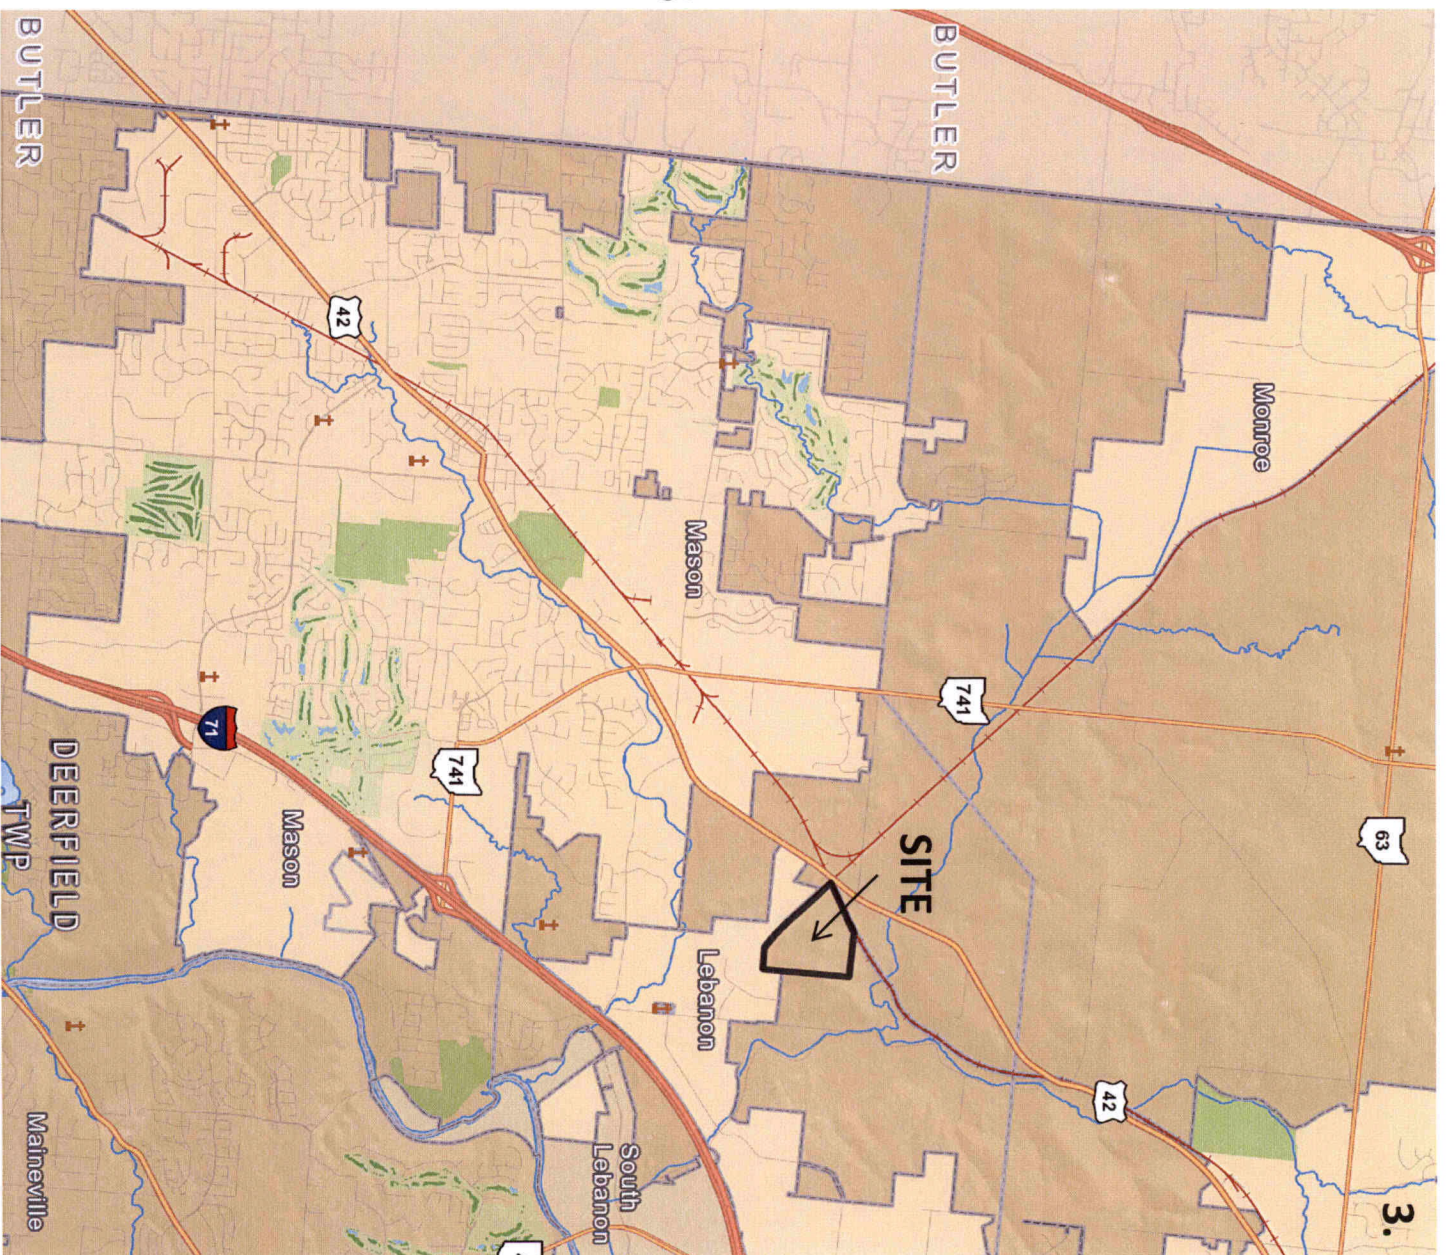 3.
63
Monroe
42
741
BUTLER
SITE
Lebanon
Mason
South
Lebanon
741
42
Mason
71
DEERFIELD
TWP
Maineville
BUTLER